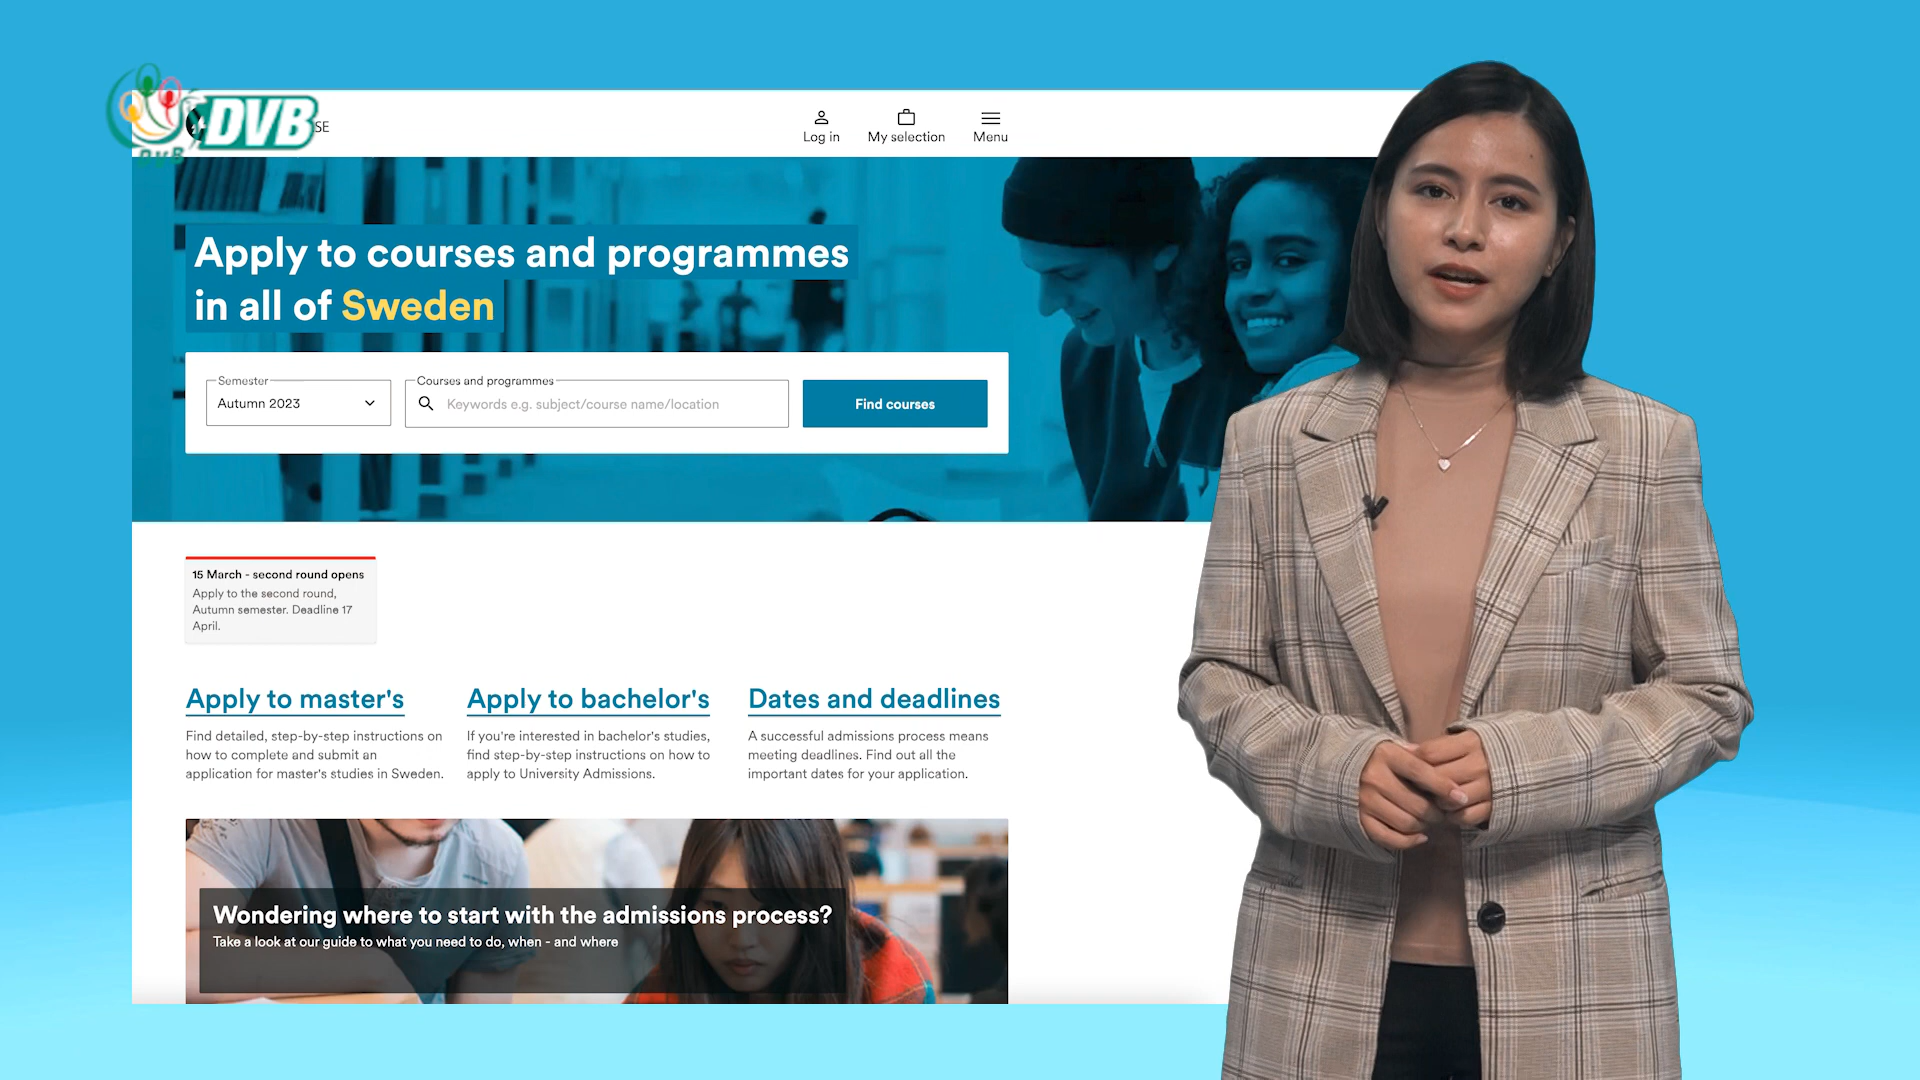 DVB
DVB
SE
Log in
My selection
Menu
Apply to courses and programmes
in all of Sweden
Semester
Autumn 2023
Courses and programmes
Keywords e.g. subject/course name/location
Find courses
15 March - second round opens
Apply to the second round,
Autumn semester. Deadline 17
April.
Apply to master's
Find detailed, step-by-step instructions on
how to complete and submit an
application for master's studies in Sweden.
Apply to bachelor's
If you're interested in bachelor's studies,
find step-by-step instructions on how to
apply to University Admissions.
Dates and deadlines
A successful admissions process means
meeting deadlines. Find out all the
important dates for your application.
Wondering where to start with the admissions process?
Take a look at our guide to what you need to do, when - and where